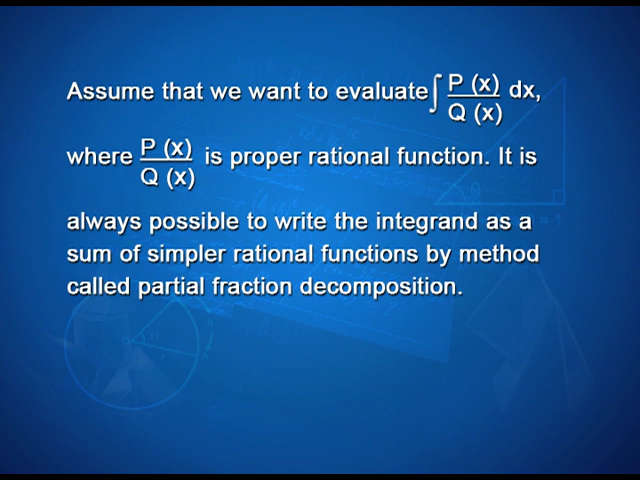 Assume that we want to evaluate ∫ P (x) / Q (x) dx,
where P (x) / Q (x) is proper rational function. It is
always possible to write the integrand as a
sum of simpler rational functions by method
called partial fraction decomposition.